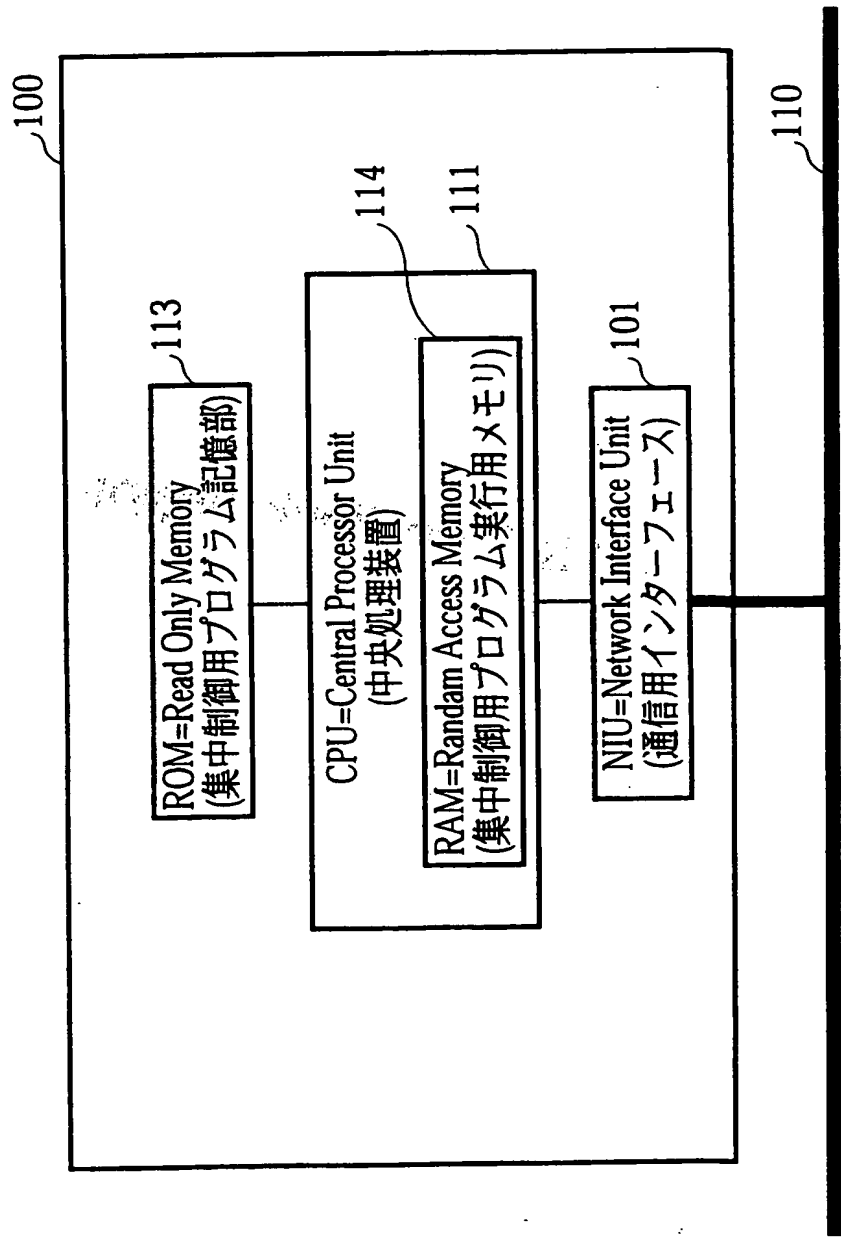 100
113
ROM=Read Only Memory
(集中制御用プログラム記憶部)
CPU=Central Processor Unit
(中央処理装置)
114
111
RAM=Randam Access Memory
(集中制御用プログラム実行用メモリ)
101
NIU=Network Interface Unit
(通信用インターフェース)
110